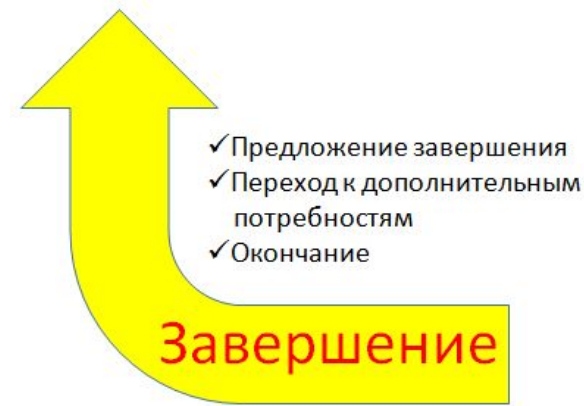 ✓Предложение завершения
✓Переход к дополнительным
потребностям
✓Окончание
Завершение